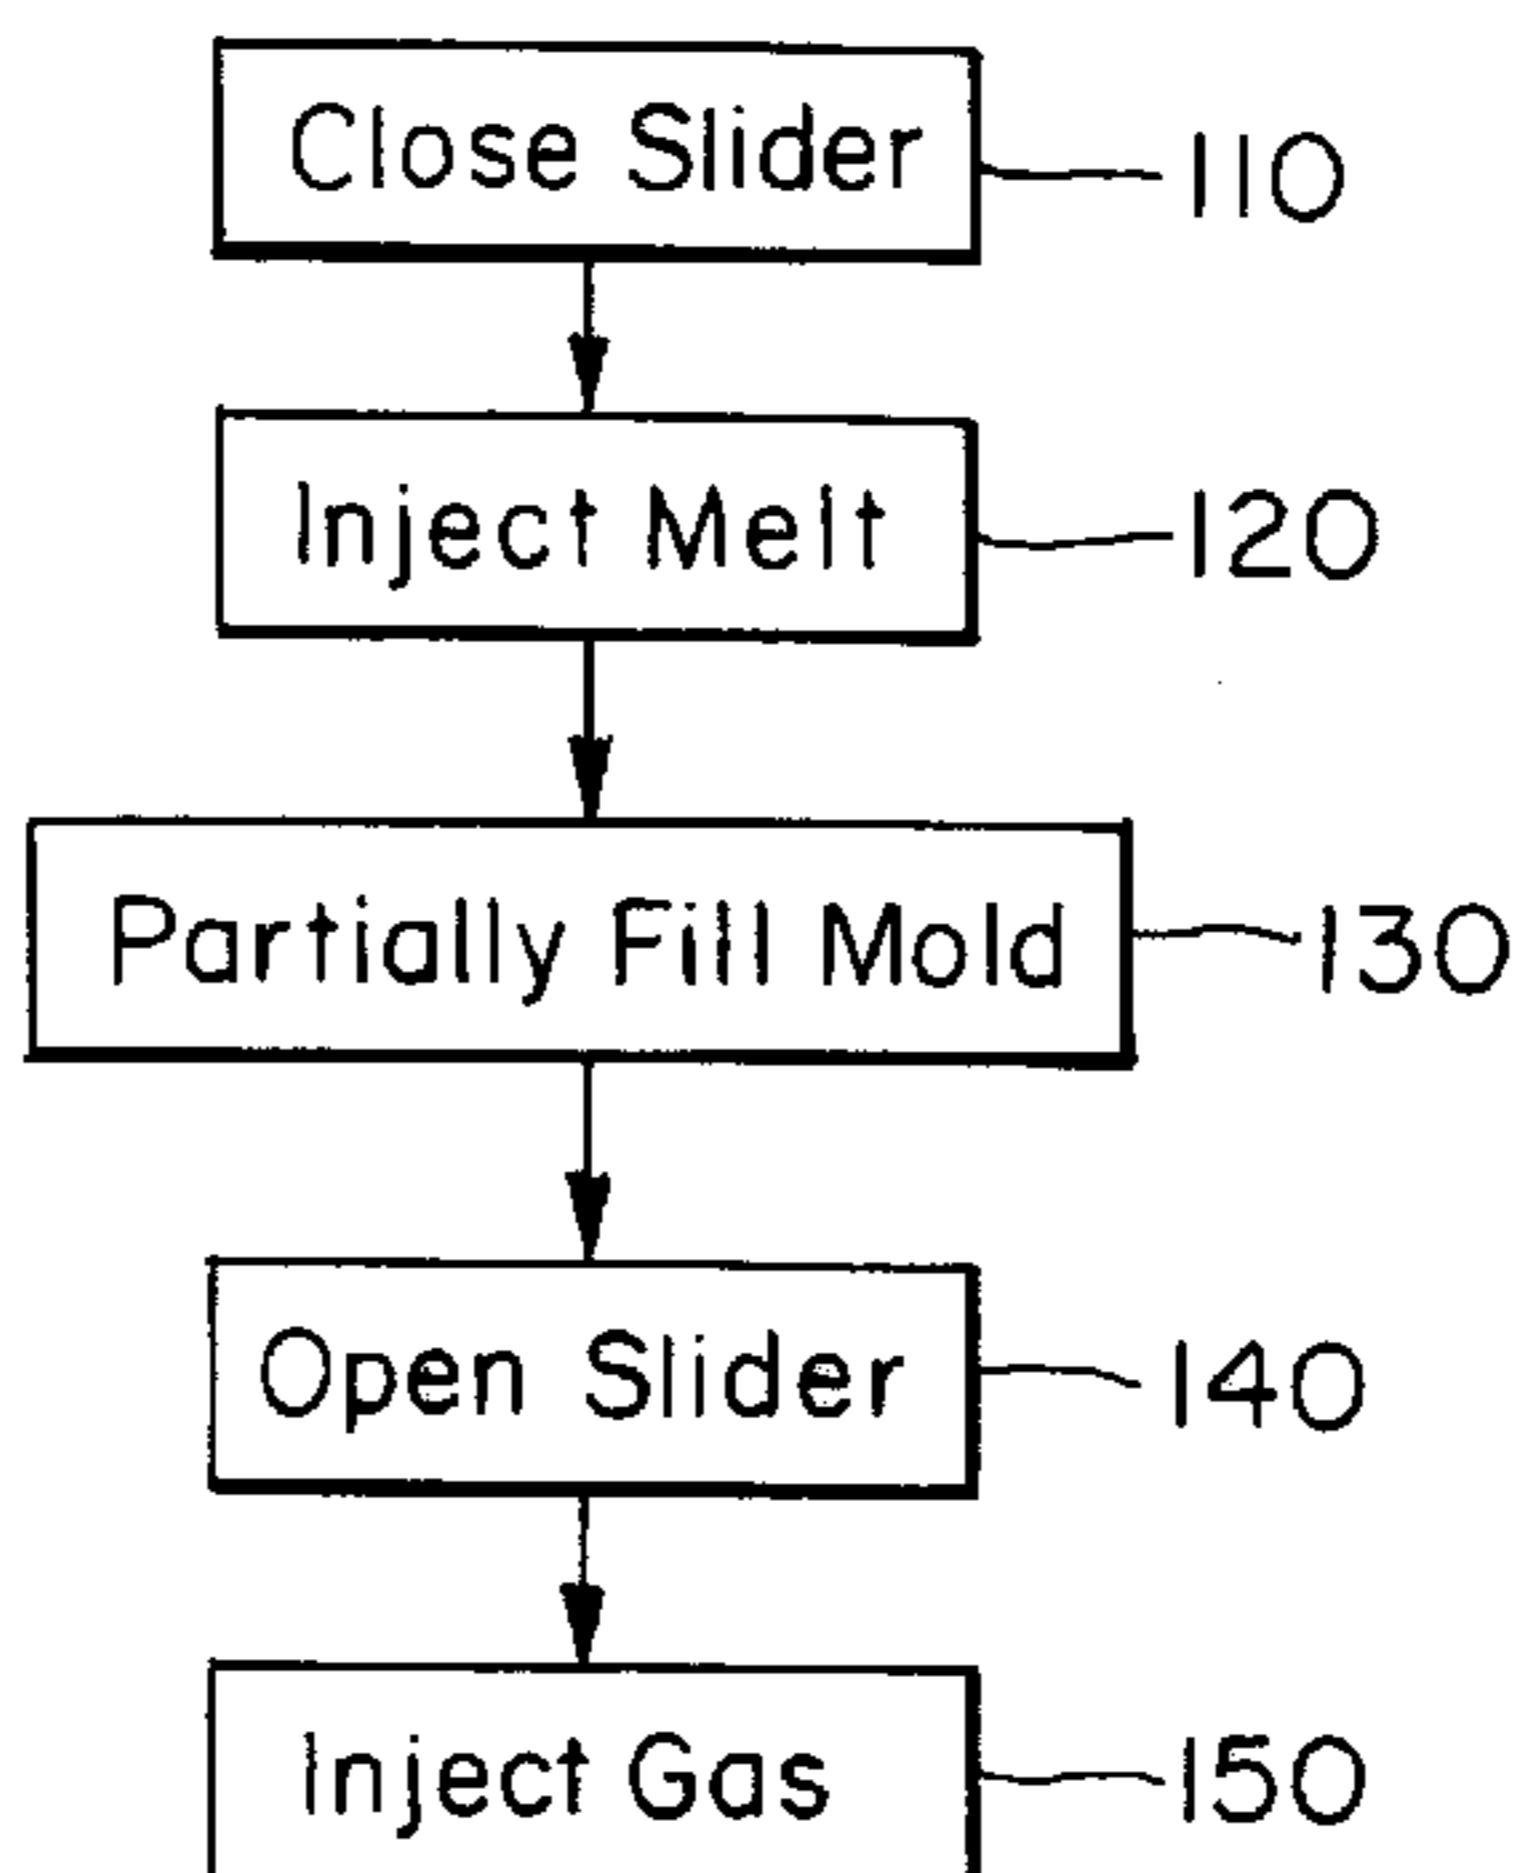 Close Slider
110
Inject Melt
120
Partially Fill Mold
130
Open Slider
140
Inject Gas
150